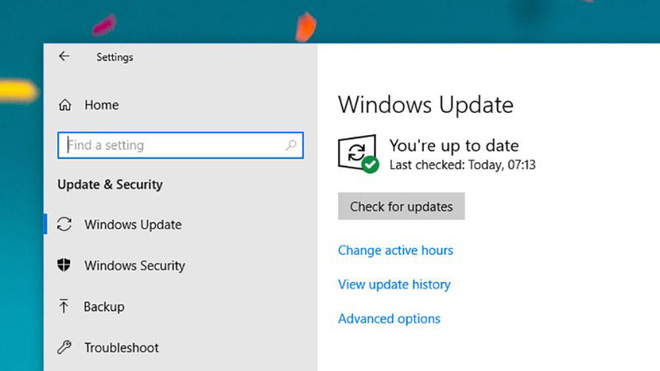 Settings
Home
Find a setting
Update & Security
Windows Update
Windows Security
Backup
Troubleshoot
Windows Update
You're up to date
Last checked: Today, 07:13
Check for updates
Change active hours
View update history
Advanced options